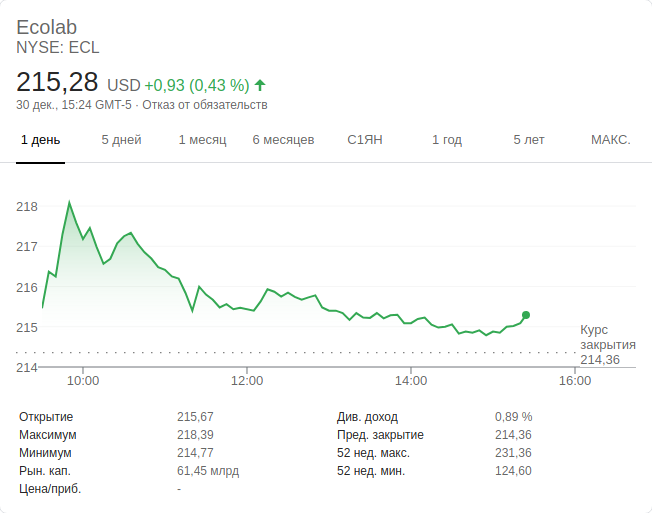 Ecolab
NYSE: ECL
215,28 USD +0,93 (0,43 %)
30 дек., 15:24 GMT-5 · Отказ от обязательств
1 день 5 дней 1 месяц 6 месяцев С1ЯН 1 год 5 лет МАКС.
218
217
216
215
214
Курс
закрытия
214,36
10:00 12:00 14:00 16:00
Открытие 215,67 Див. доход 0,89 %
Максимум 218,39 Пред. закрытие 214,36
Минимум 214,77 52 нед. макс. 231,36
Рын. кап. 61,45 млрд 52 нед. мин. 124,60
Цена/приб. -